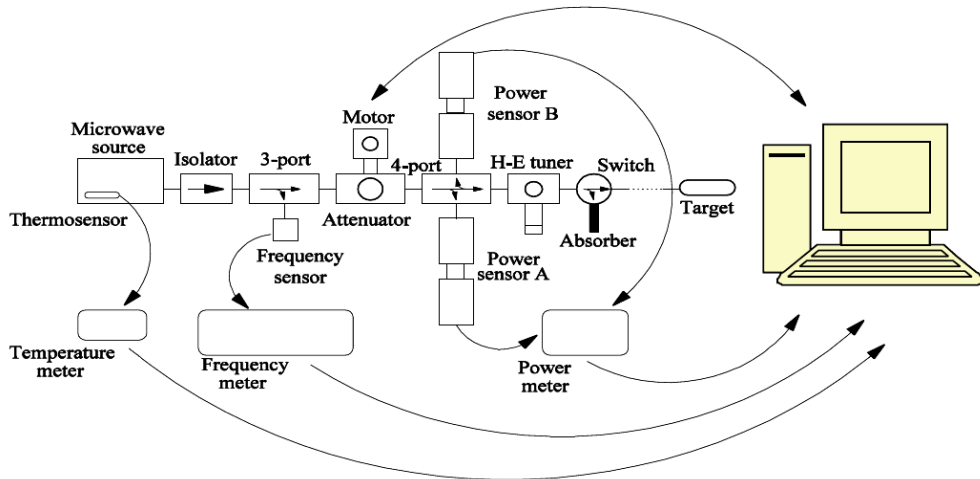 Microwave
source
Thermosensor
Isolator
3-port
Frequency
sensor
Motor
Attenuator
4-port
Power
sensor B
Power
sensor A
H-E tuner
Switch
Absorber
Target
Temperature
meter
Frequency
meter
Power
meter